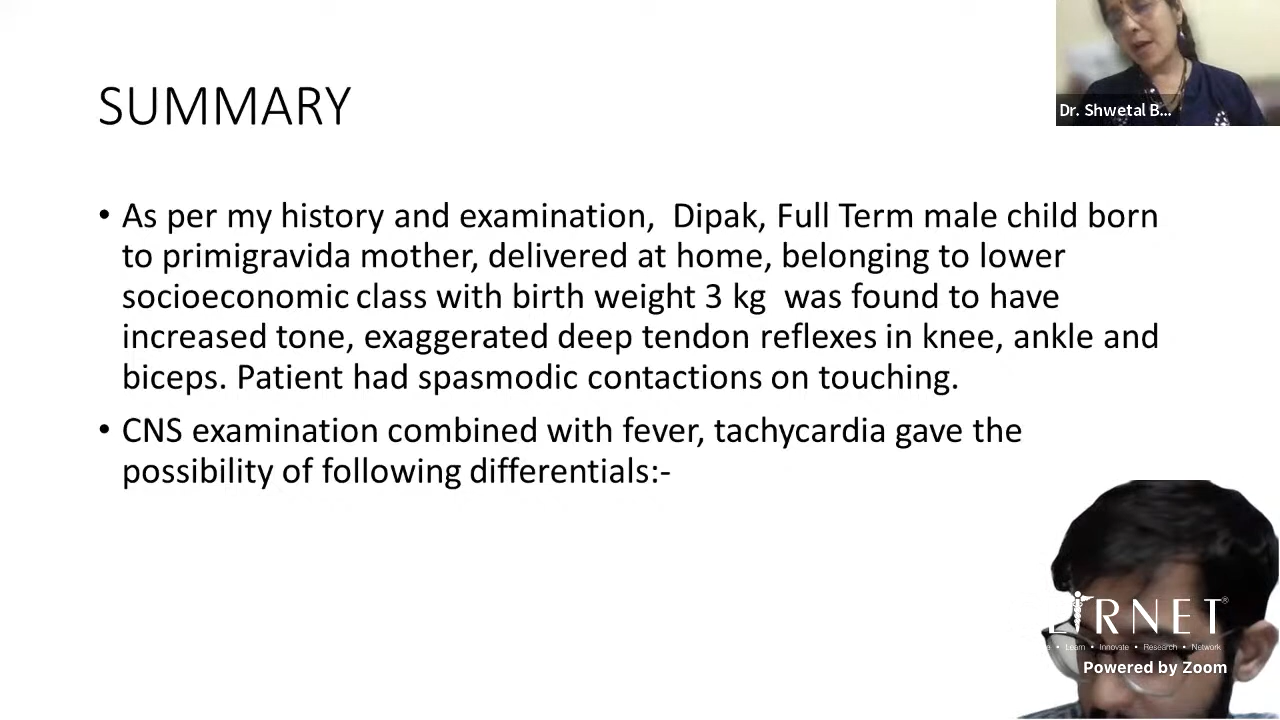 SUMMARY
Dr. Shwetal B...
• As per my history and examination, Dipak, Full Term male child born
to primigravida mother, delivered at home, belonging to lower
socioeconomic class with birth weight 3 kg was found to have
increased tone, exaggerated deep tendon reflexes in knee, ankle and
biceps. Patient had spasmodic contactions on touching.
• CNS examination combined with fever, tachycardia gave the
possibility of following differentials:-
RNET®
• Learn • Innovate • Research • Network
Powered by Zoom